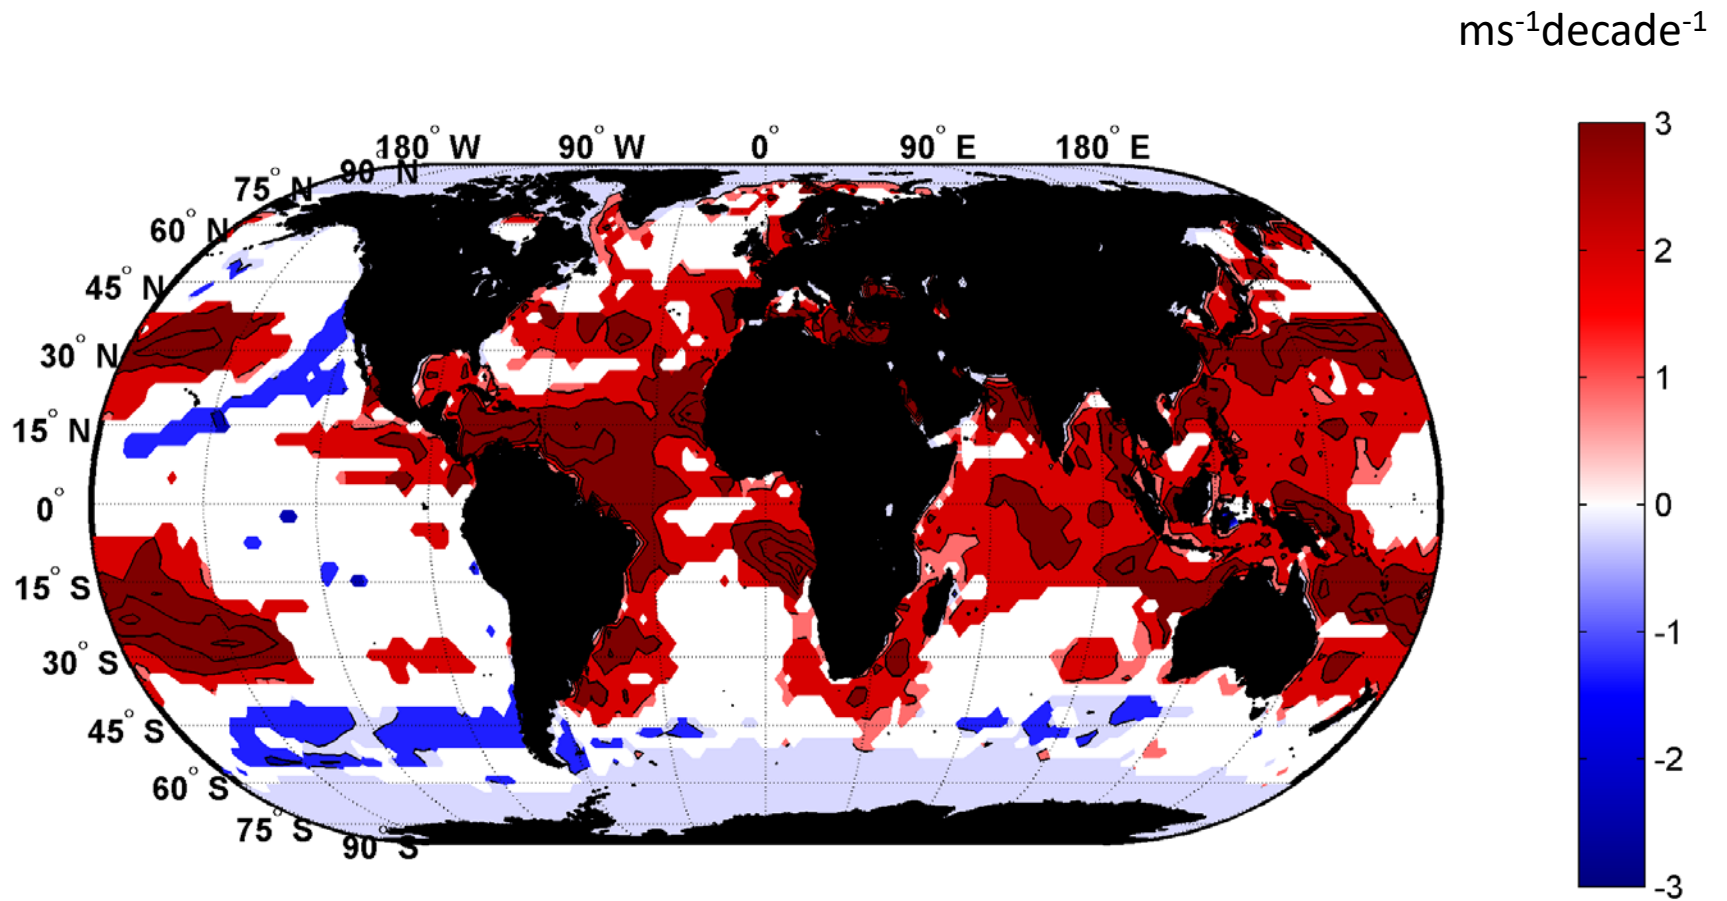 ms⁻¹decade⁻¹
180° W 90° W 0° 90° E 180° E
90° N
75° N
60° N
45° N
30° N
15° N
0°
15° S
30° S
45° S
60° S
75° S
90° S
3
2
1
0
-1
-2
-3